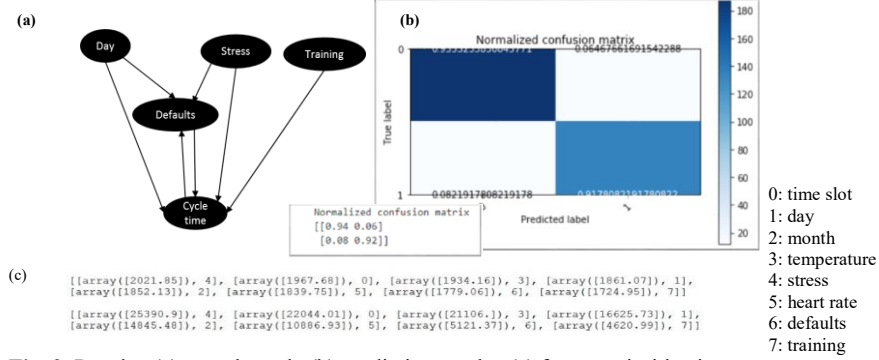 (a)
Day
Stress
Training
Defaults
Cycle
time
(b)
Normalized confusion matrix
0
0.06467661691542288
True label
1
0.0821917808219178
0.9178082191780822
1
Predicted label
180
160
140
120
100
80
60
40
20
Normalized confusion matrix
[[0.94 0.06]
[0.08 0.92]]
0: time slot
1: day
2: month
3: temperature
4: stress
5: heart rate
6: defaults
7: training
(c)
[[array([2021.85]), 4], [array([1967.68]), 0], [array([1934.16]), 3], [array([1861.07]), 1],
[array([1852.13]), 2], [array([1839.75]), 5], [array([1779.06]), 6], [array([1724.95]), 7]]
[[array([25390.9]), 4], [array([22044.01]), 0], [array([21106.]), 3], [array([16625.73]), 1],
[array([14845.48]), 2], [array([10886.93]), 5], [array([5121.37]), 6], [array([4620.99]), 7]]